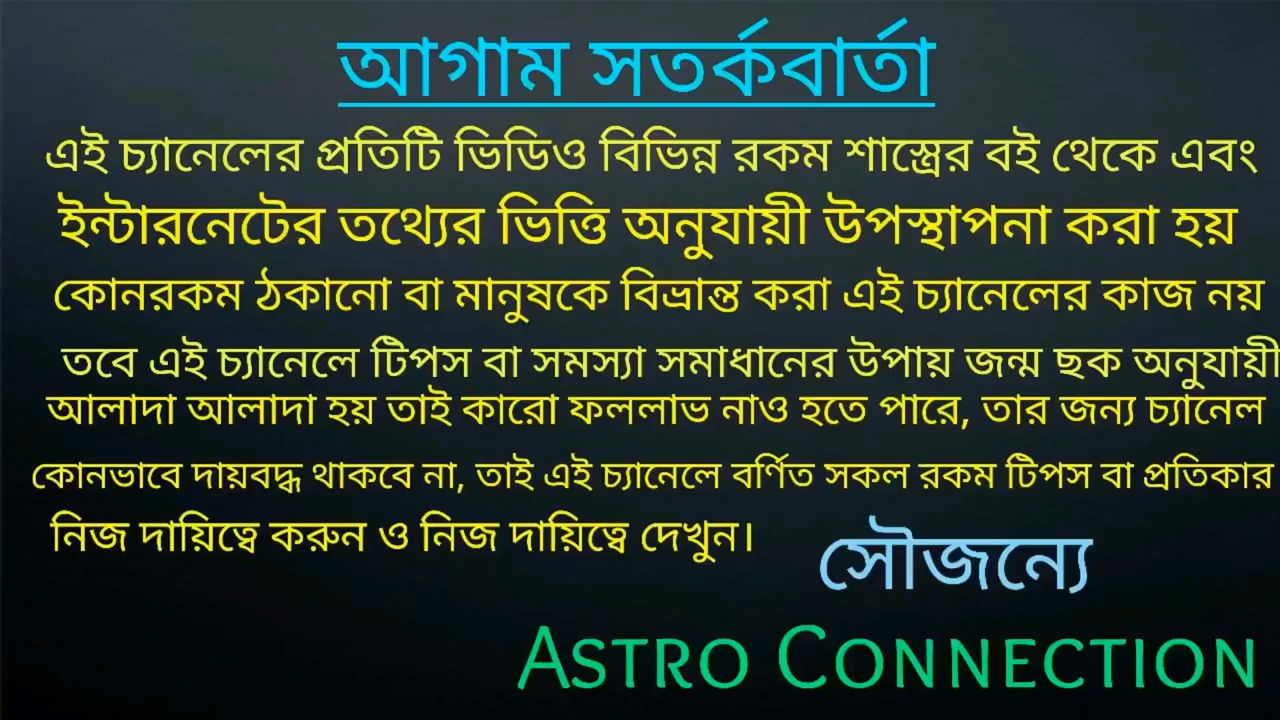 আগাম সতর্কবার্তা
এই চ্যানেলের প্রতিটি ভিডিও বিভিন্ন রকম শাস্ত্রের বই থেকে এবং
ইন্টারনেটের তথ্যের ভিত্তি অনুযায়ী উপস্থাপনা করা হয়
কোনরকম ঠকানো বা মানুষকে বিভ্রান্ত করা এই চ্যানেলের কাজ নয়
তবে এই চ্যানেলে টিপস বা সমস্যা সমাধানের উপায় জন্ম ছক অনুযায়ী
আলাদা আলাদা হয় তাই কারো ফললাভ নাও হতে পারে, তার জন্য চ্যানেল
কোনভাবে দায়বদ্ধ থাকবে না, তাই এই চ্যানেলে বর্ণিত সকল রকম টিপস বা প্রতিকার
নিজ দায়িত্বে করুন ও নিজ দায়িত্বে দেখুন।
সৌজন্যে
ASTRO CONNECTION